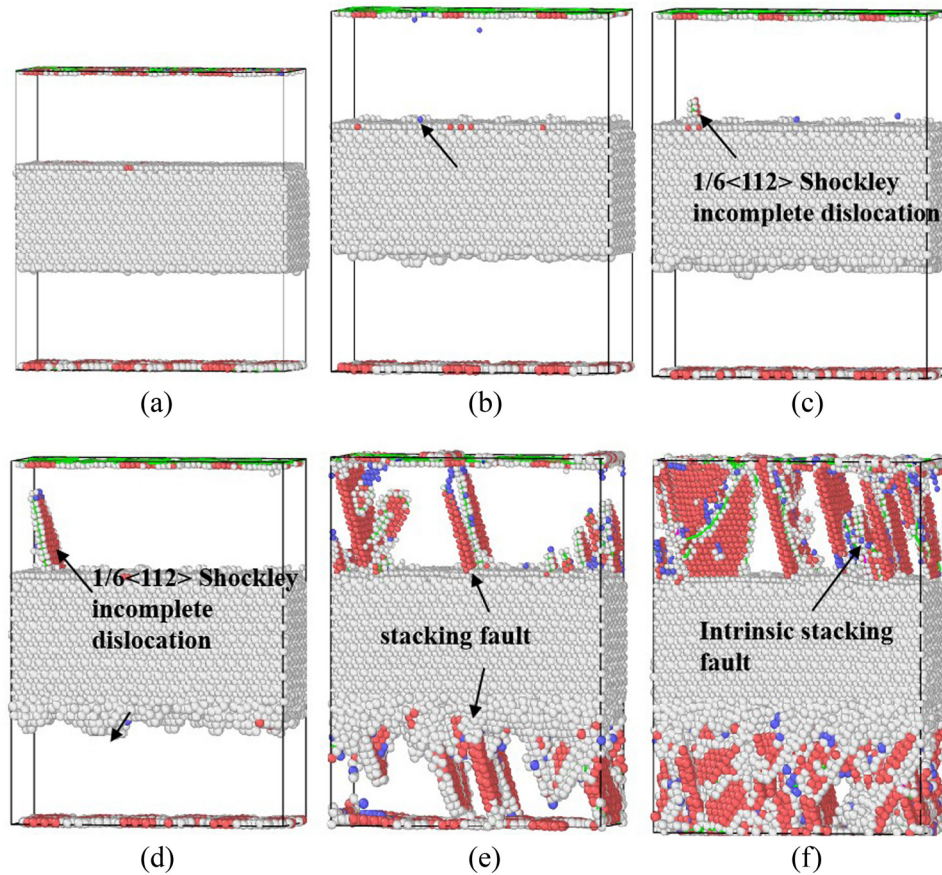 (a)
(b)
1/6<112> Shockley
incomplete dislocation
(c)
1/6<112> Shockley
incomplete
dislocation
(d)
stacking fault
(e)
Intrinsic stacking
fault
(f)